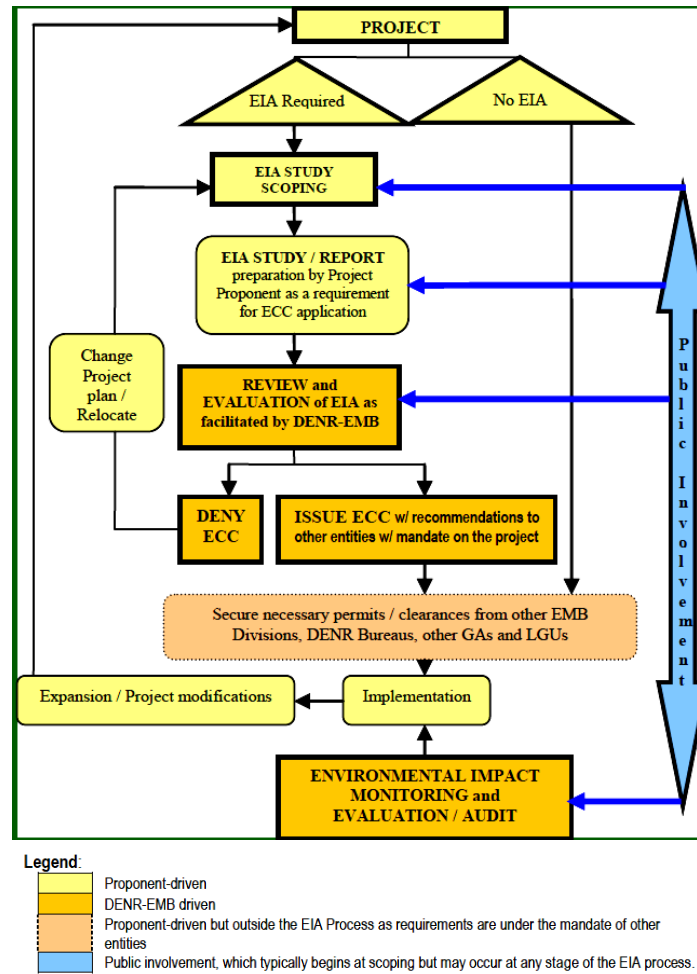 PROJECT
EIA Required
No EIA
EIA STUDY
SCOPING
EIA STUDY / REPORT
preparation by Project
Proponent as a requirement
for ECC application
Change
Project
plan /
Relocate
REVIEW and
EVALUATION of EIA as
facilitated by DENR-EMB
DENY
ECC
ISSUE ECC w/ recommendations to
other entities w/ mandate on the project
Secure necessary permits / clearances from other EMB
Divisions, DENR Bureaus, other GAs and LGUs
Expansion / Project modifications
Implementation
ENVIRONMENTAL IMPACT
MONITORING and
EVALUATION / AUDIT
Public Involvement
Legend:
Proponent-driven
DENR-EMB driven
Proponent-driven but outside the EIA Process as requirements are under the mandate of other
entities
Public involvement, which typically begins at scoping but may occur at any stage of the EIA process